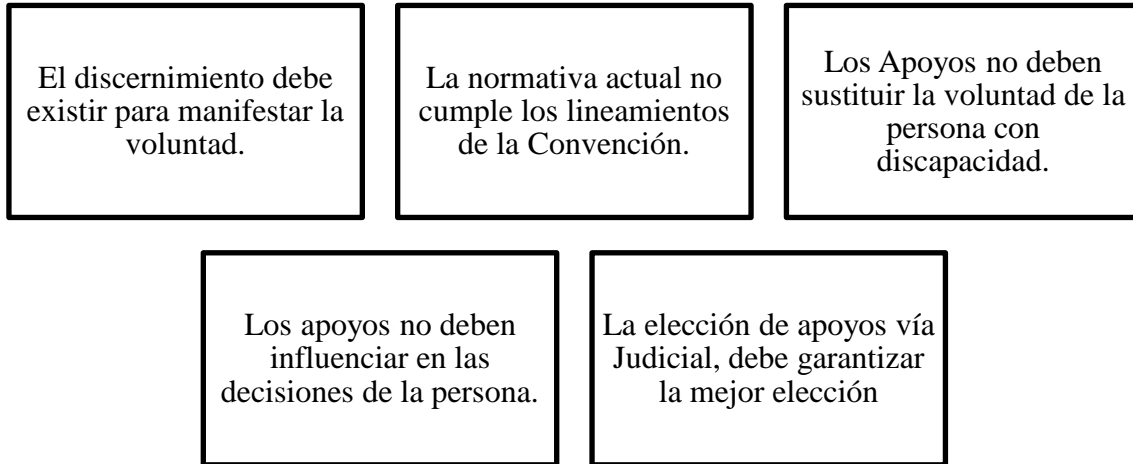 El discernimiento debe
existir para manifestar la
voluntad.
La normativa actual no
cumple los lineamientos
de la Convención.
Los Apoyos no deben
sustituir la voluntad de la
persona con
discapacidad.
Los apoyos no deben
influenciar en las
decisiones de la persona.
La elección de apoyos vía
Judicial, debe garantizar
la mejor elección